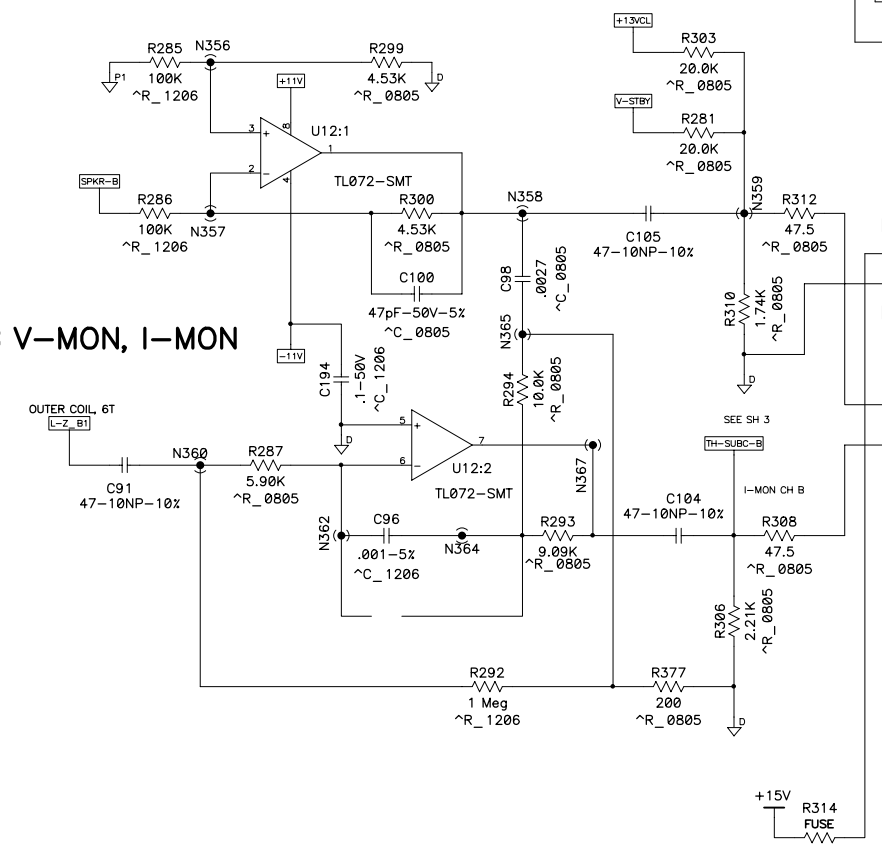 +13VCL
R303
20.0K
^R_0805
V-STBY
R281
20.0K
^R_0805
R285
N356
R299
P1
100K
^R_1206
4.53K
^R_0805
D
+11V
8
3
+
U12:1
1
2
−
4
TL072-SMT
SPKR-B
R286
100K
^R_1206
N357
R300
4.53K
^R_0805
C100
47pF-50V-5%
^C_0805
N358
C98
.0027
^C_0805
C105
47-10NP-10%
N359
R312
47.5
^R_0805
R310
1.74K
^R_0805
D
: V-MON, I-MON
-11V
C194
.1-50V
^C_1206
D
N365
R294
10.0K
^R_0805
SEE SH 3
TH-SUBC-B
OUTER COIL, 6T
L-Z_B1
C91
47-10NP-10%
N360
R287
5.90K
^R_0805
5
+
7
6
−
U12:2
TL072-SMT
N367
C104
47-10NP-10%
I-MON CH B
R308
47.5
^R_0805
N362
C96
.001-5%
^C_1206
N364
R293
9.09K
^R_0805
R306
2.21K
^R_0805
R292
1 Meg
^R_1206
R377
200
^R_0805
D
+15V
R314
FUSE